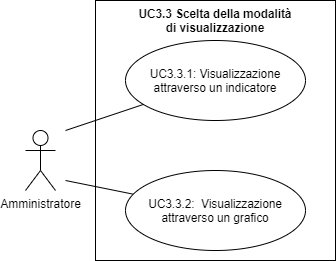 UC3.3 Scelta della modalità
di visualizzazione
UC3.3.1: Visualizzazione
attraverso un indicatore
Amministratore
UC3.3.2: Visualizzazione
attraverso un grafico